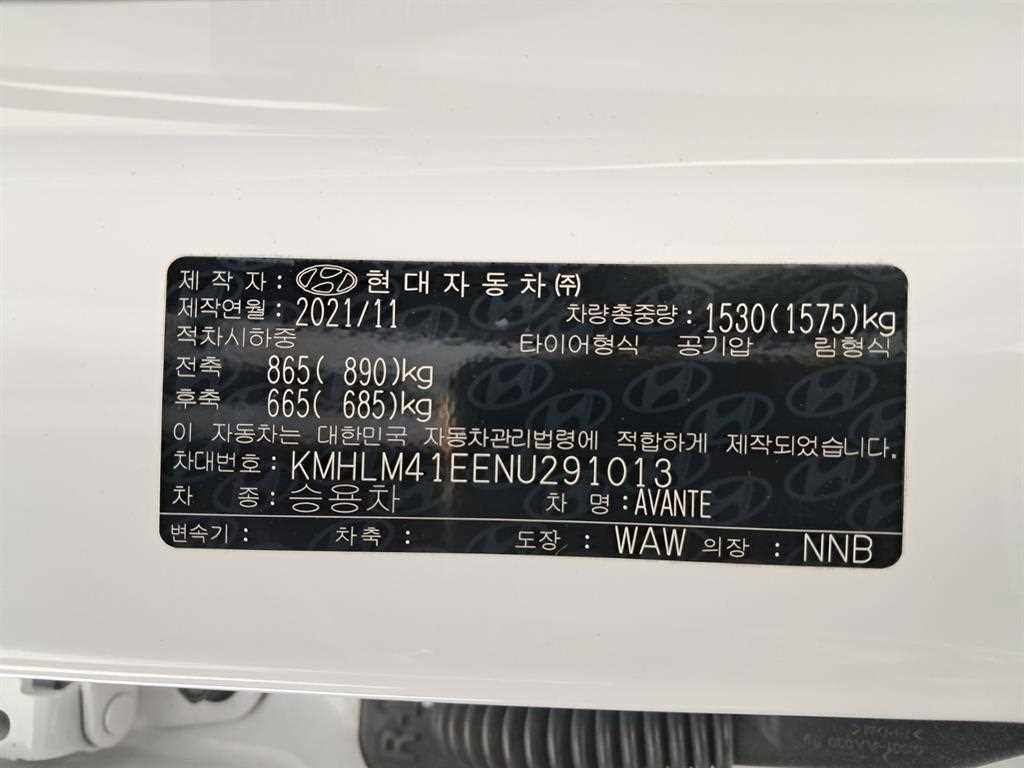 제 작 자 : 현대자동차㈜
제작연월 : 2021/11 차량총중량 : 1530(1575)kg
적차시하중 타이어형식 공기압 림형식
전축 865( 890)kg
후축 665( 685)kg
이 자동차는 대한민국 자동차관리법령에 적합하게 제작되었습니다.
차대번호 : KMHLM41EENU291013
차 종 : 승용차 차 명 : AVANTE
변속기 : 차축 : 도장 : WAW 의장 : NNB